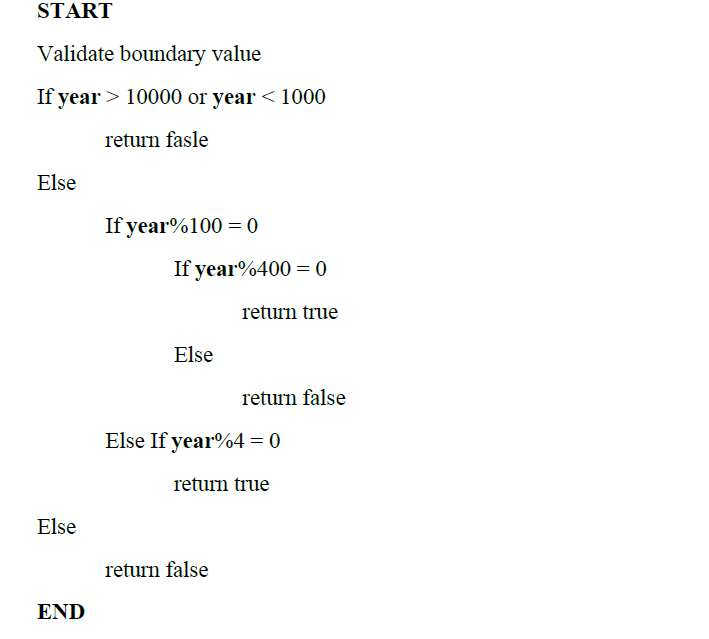 START
Validate boundary value
If year > 10000 or year < 1000
return fasle
Else
If year%100 = 0
If year%400 = 0
return true
Else
return false
Else If year%4 = 0
return true
Else
return false
END